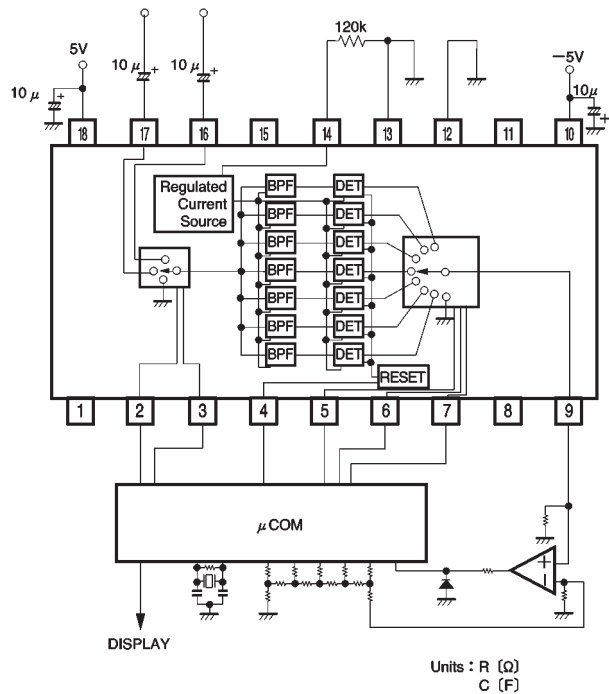 120k
5V
10 μ
10 μ
−5V
10 μ +
+
+
10μ
+
18
17
16
15
14
13
12
11
10
Regulated
Current
Source
BPF
DET
BPF
DET
BPF
DET
BPF
DET
BPF
DET
BPF
DET
BPF
DET
RESET
1
2
3
4
5
6
7
8
9
μ COM
+
−
DISPLAY
Units : R [Ω]
C [F]